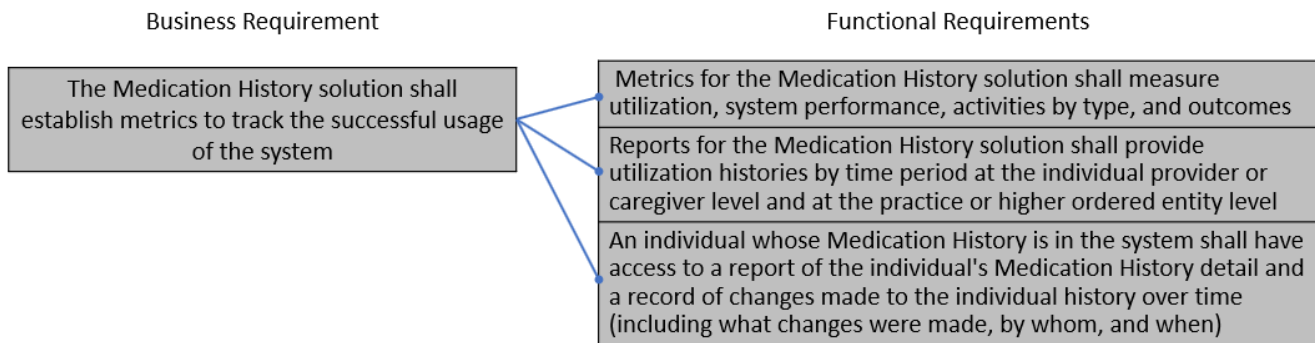 Business Requirement
Functional Requirements
The Medication History solution shall
establish metrics to track the successful usage
of the system
Metrics for the Medication History solution shall measure
utilization, system performance, activities by type, and outcomes
Reports for the Medication History solution shall provide
utilization histories by time period at the individual provider or
caregiver level and at the practice or higher ordered entity level
An individual whose Medication History is in the system shall have
access to a report of the individual's Medication History detail and
a record of changes made to the individual history over time
(including what changes were made, by whom, and when)